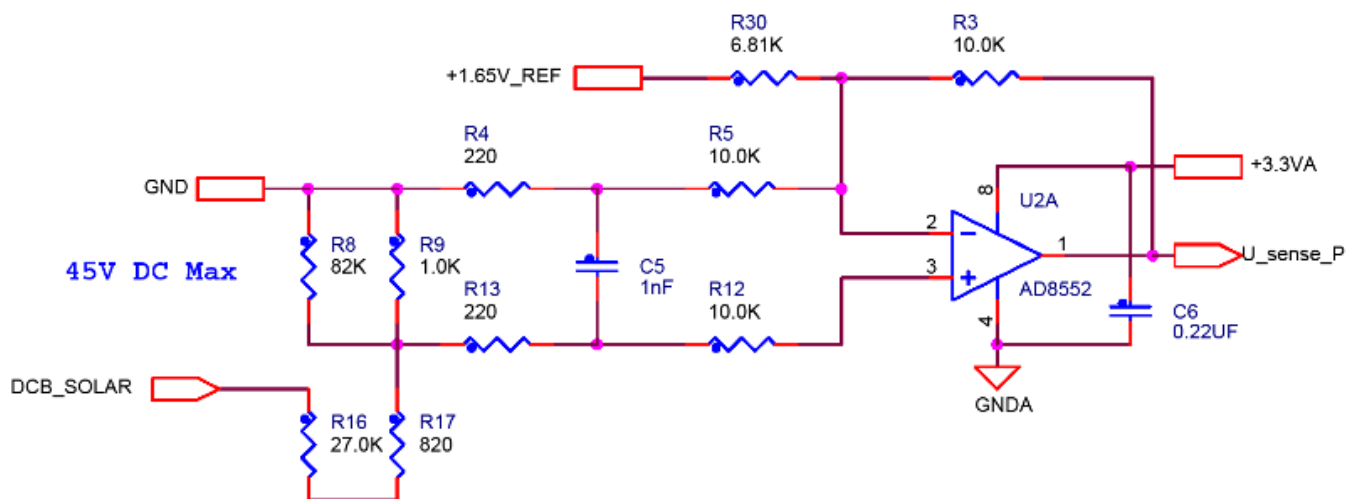 R30
6.81K
R3
10.0K
+1.65V_REF
R4
220
R5
10.0K
GND
+3.3VA
8
U2A
R8
82K
R9
1.0K
45V DC Max
C5
1nF
2
3
1
U_sense_P
AD8552
R13
220
R12
10.0K
4
C6
0.22UF
DCB_SOLAR
GNDA
R16
27.0K
R17
820